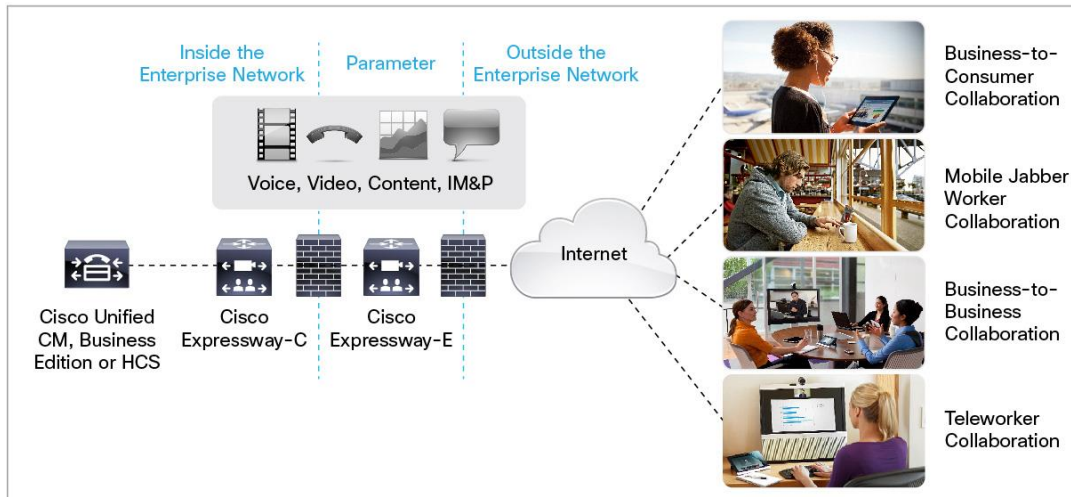 Inside the
Enterprise Network
Parameter
Outside the
Enterprise Network
Voice, Video, Content, IM&P
Cisco Unified
CM, Business
Edition or HCS
Cisco
Expressway-C
Cisco
Expressway-E
Internet
Business-to-
Consumer
Collaboration
Mobile Jabber
Worker
Collaboration
Business-to-
Business
Collaboration
Teleworker
Collaboration